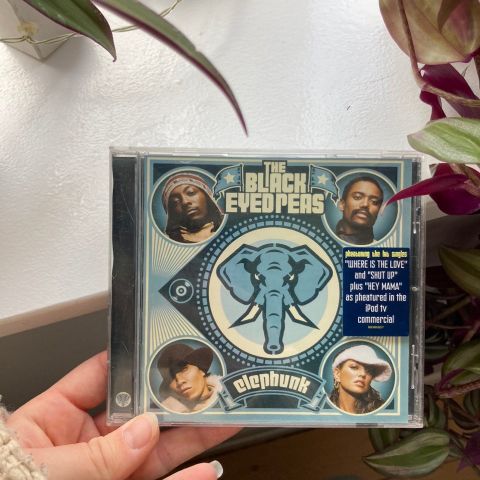 THE
BLACK
EYED PEAS
pheaturing the hit singles
"WHERE IS THE LOVE"
and "SHUT UP"
plus "HEY MAMA"
as pheatured in the
iPod tv
commercial
elephunk